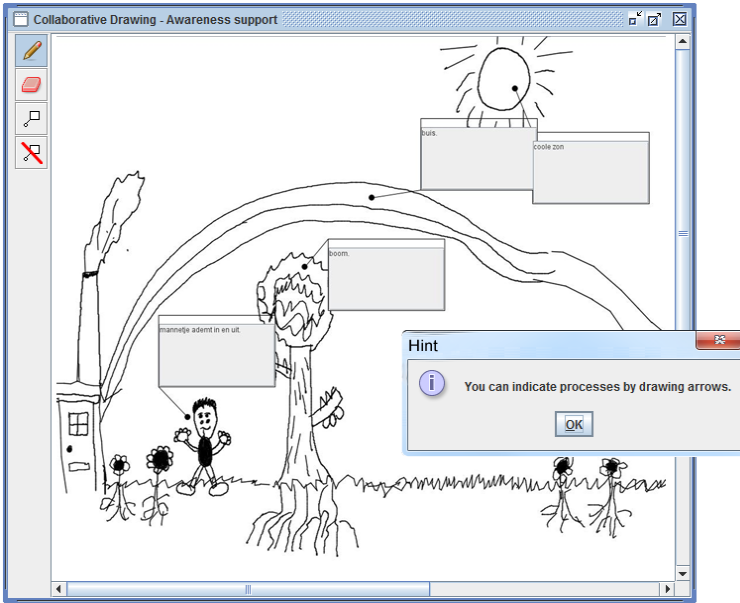 Collaborative Drawing - Awareness support
buis.
coole zon
boom.
mannetje ademt in en uit.
Hint
You can indicate processes by drawing arrows.
OK